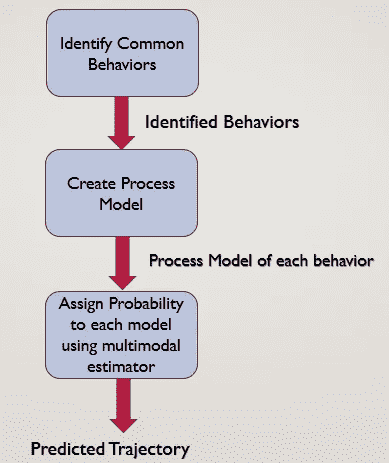 Identify Common
Behaviors
Identified Behaviors
Create Process
Model
Process Model of each behavior
Assign Probability
to each model
using multimodal
estimator
Predicted Trajectory